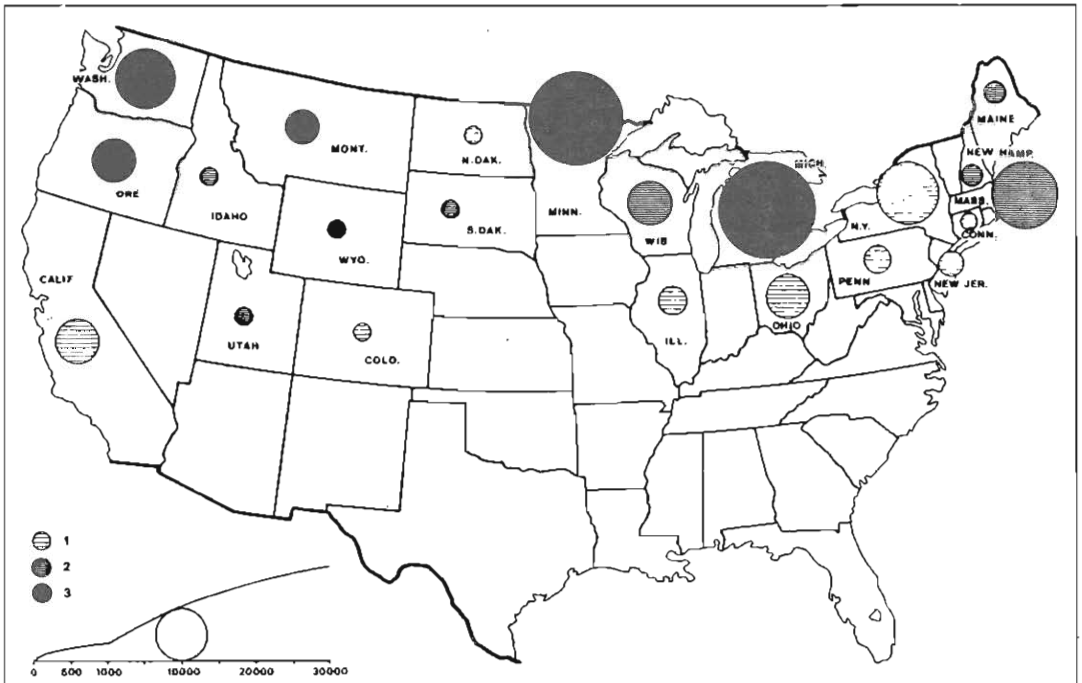 WASH.
MONT.
N.DAK.
MAINE
MICH.
NEW HAMP.
ORE
IDAHO
S.DAK.
MINN.
WIS
MASS.
N.Y.
CONN.
WYO.
CALIF
PENN
NEW JER.
UTAH
COLO.
ILL.
OHIO
1
2
3
0 500 1000 10000 20000 30000